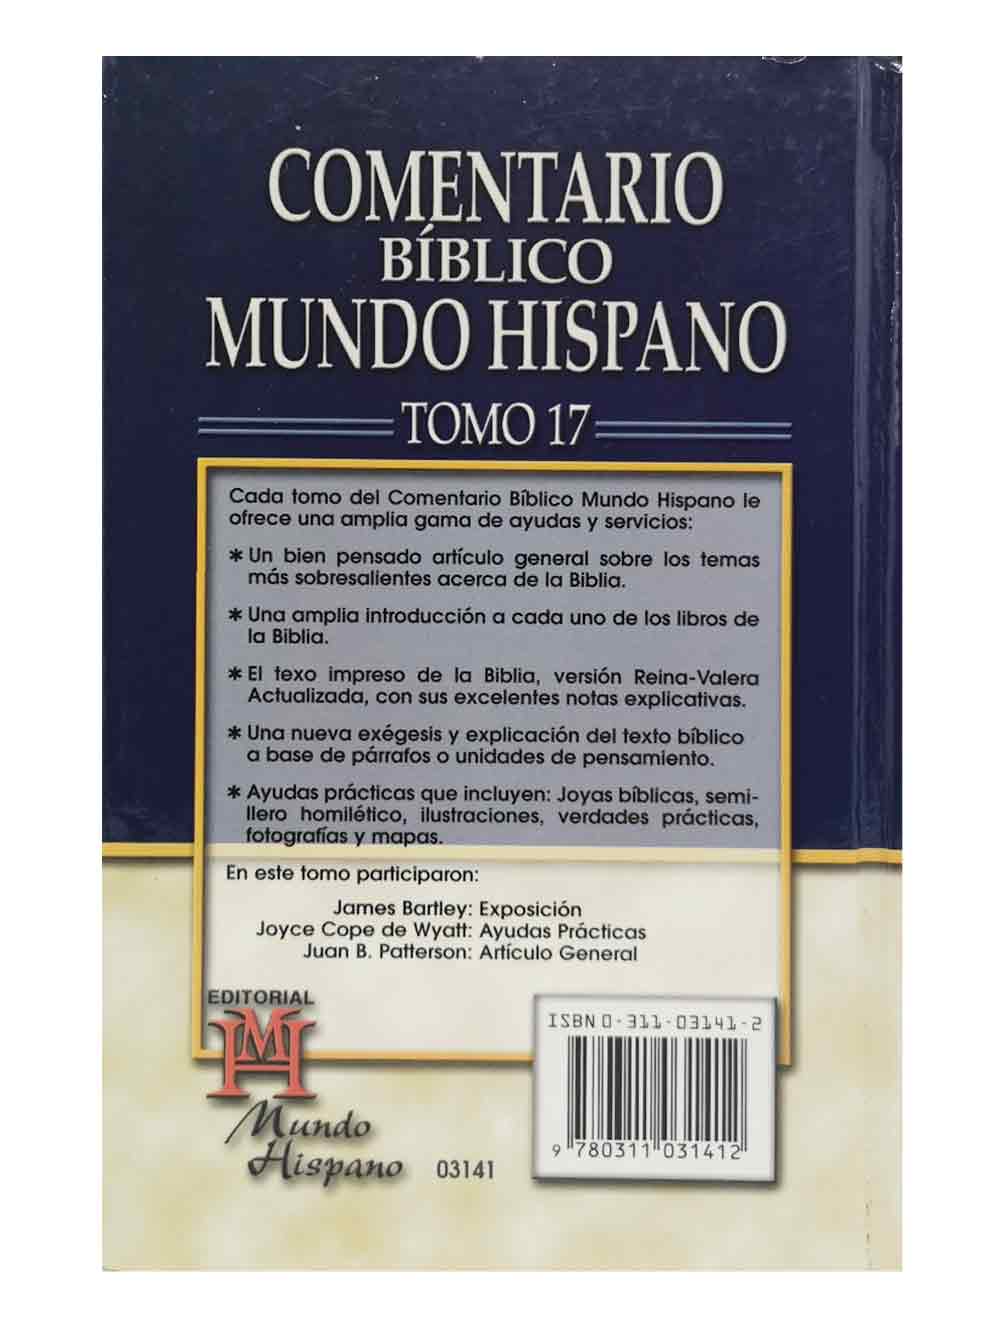 COMENTARIO
BÍBLICO
MUNDO HISPANO
TOMO 17
Cada tomo del Comentario Bíblico Mundo Hispano le
ofrece una amplia gama de ayudas y servicios:
* Un bien pensado artículo general sobre los temas
más sobresalientes acerca de la Biblia.
* Una amplia introducción a cada uno de los libros de
la Biblia.
* El texo impreso de la Biblia, versión Reina-Valera
Actualizada, con sus excelentes notas explicativas.
* Una nueva exégesis y explicación del texto bíblico
a base de párrafos o unidades de pensamiento.
* Ayudas prácticas que incluyen: Joyas bíblicas, semi-
llero homilético, ilustraciones, verdades prácticas,
fotografías y mapas.
En este tomo participaron:
James Bartley: Exposición
Joyce Cope de Wyatt: Ayudas Prácticas
Juan B. Patterson: Artículo General
EDITORIAL
MH
Mundo
Hispano
03141
ISBN 0-311-03141-2
9 780311 031412